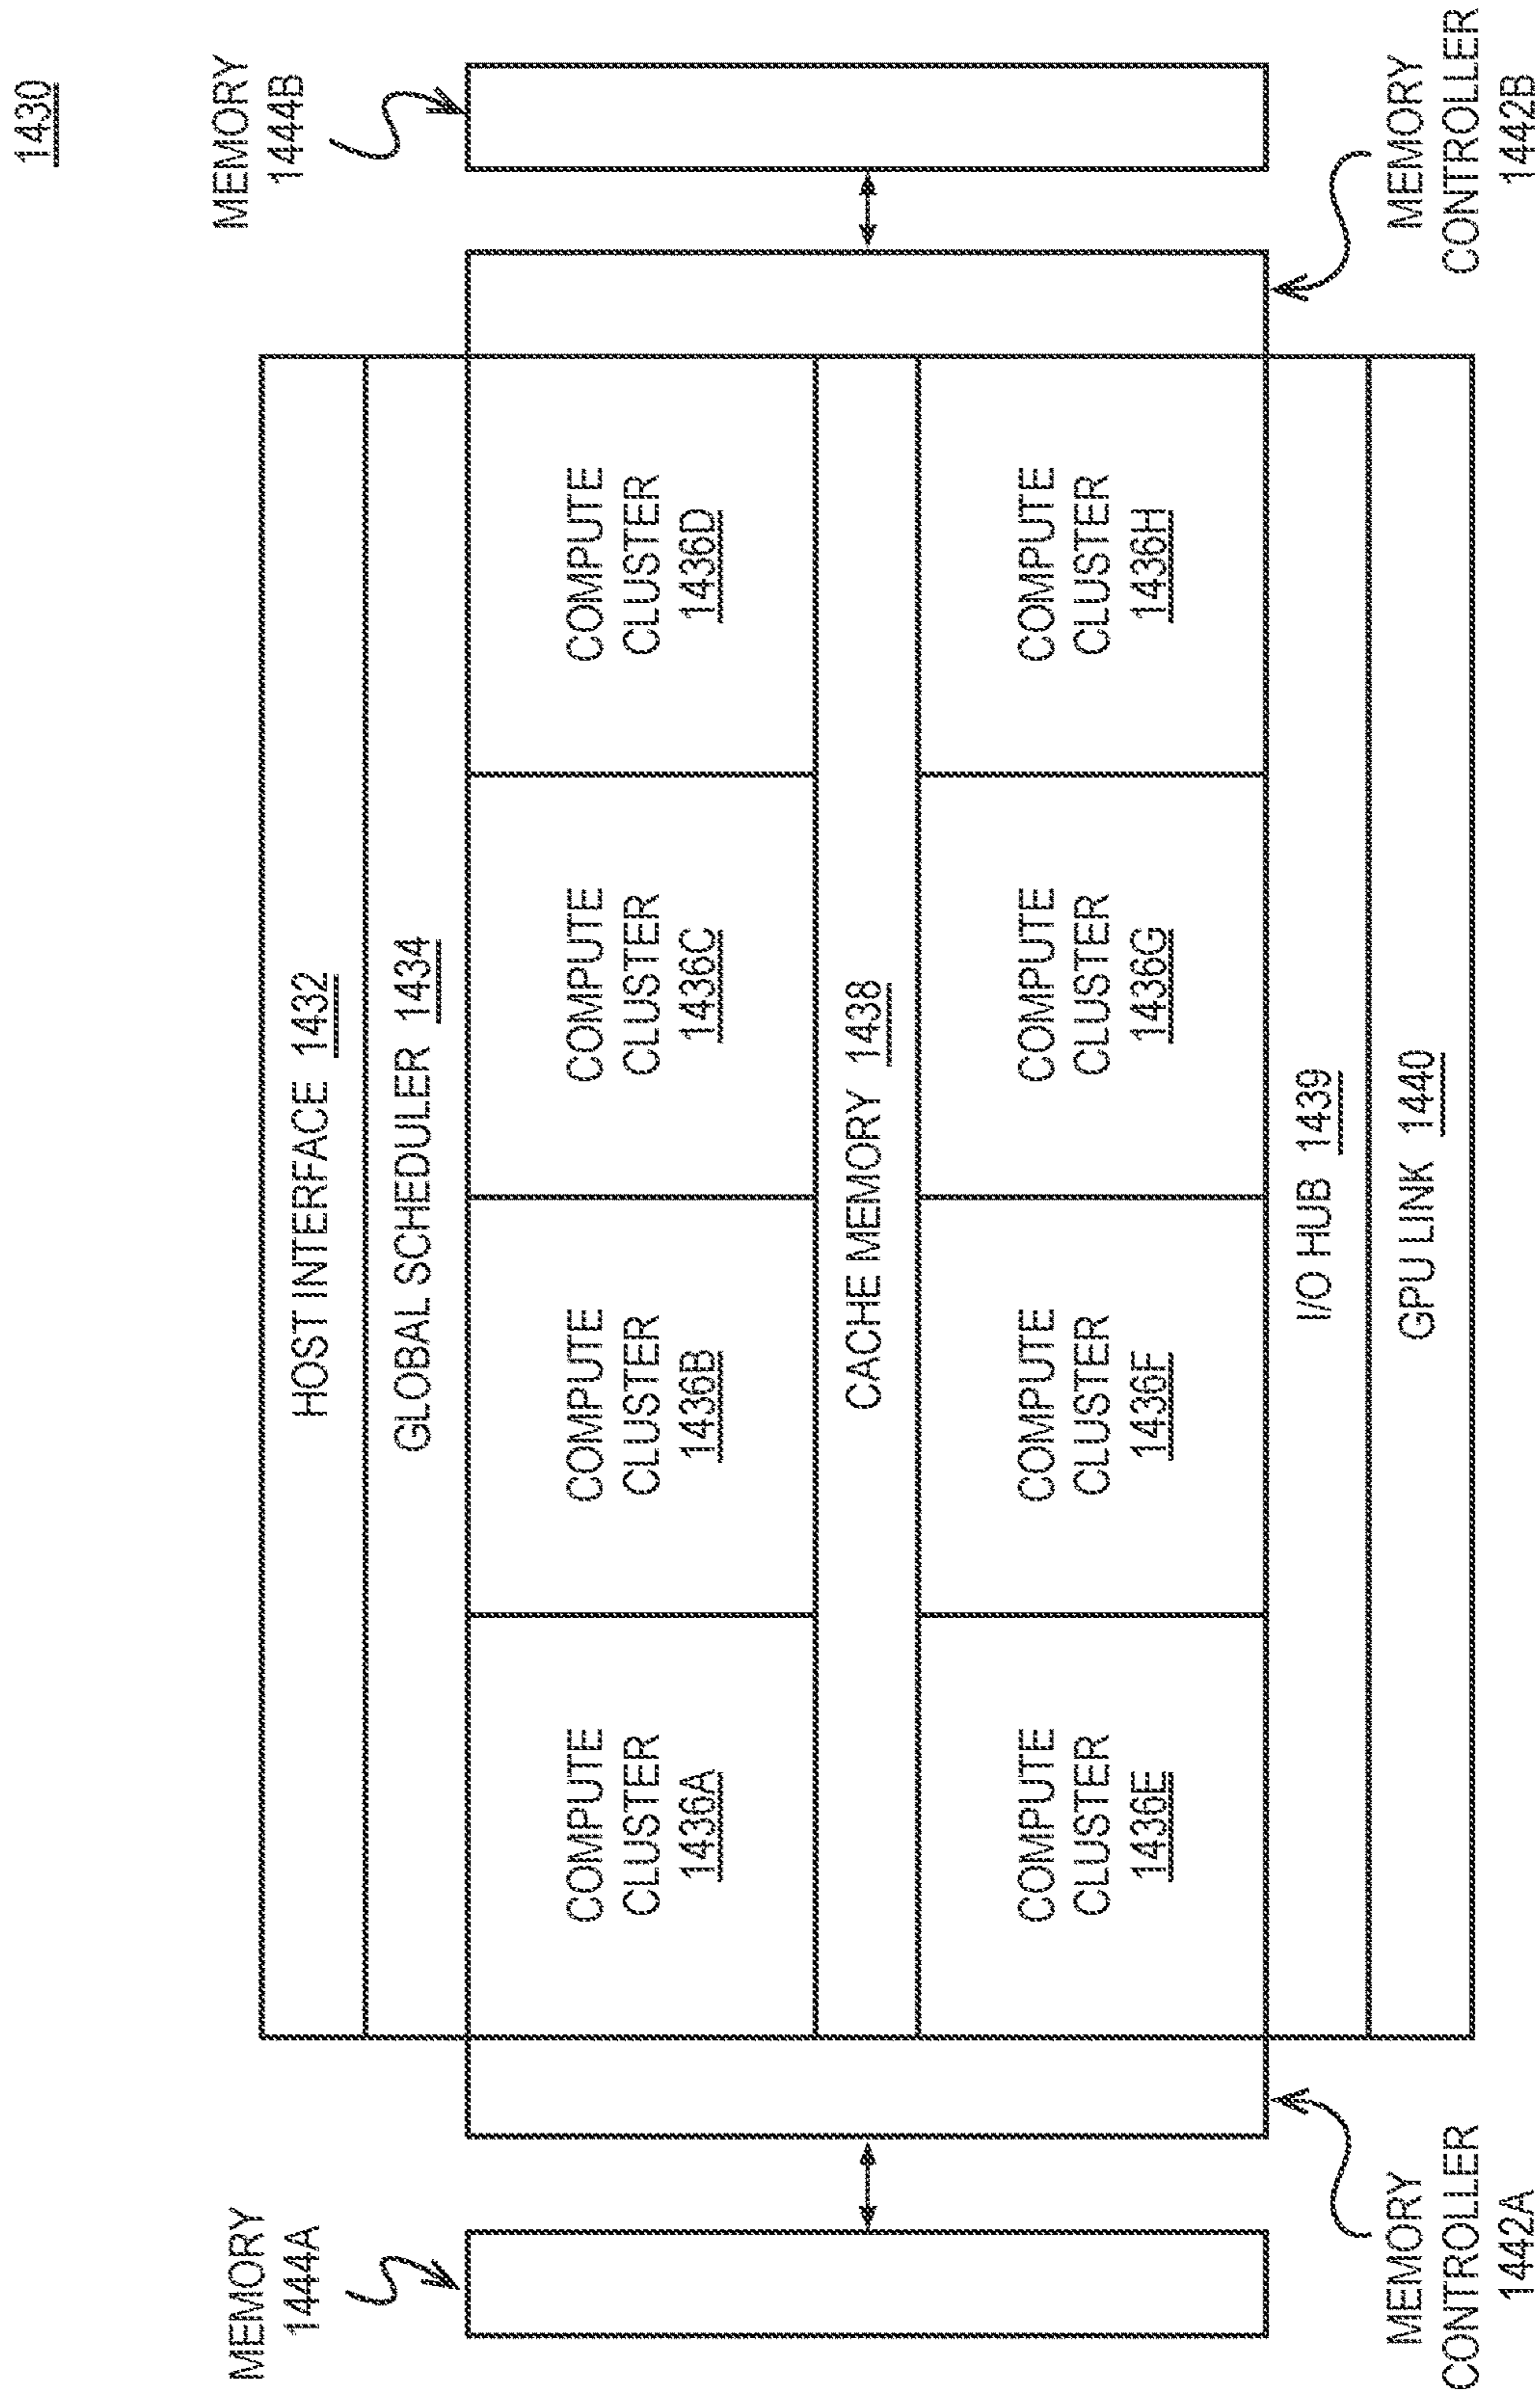 1430
MEMORY
1444B
MEMORY
CONTROLLER
1442B
HOST INTERFACE 1432
GLOBAL SCHEDULER 1434
COMPUTE
CLUSTER
1436A
COMPUTE
CLUSTER
1436B
COMPUTE
CLUSTER
1436C
COMPUTE
CLUSTER
1436D
CACHE MEMORY 1438
COMPUTE
CLUSTER
1436E
COMPUTE
CLUSTER
1436F
COMPUTE
CLUSTER
1436G
COMPUTE
CLUSTER
1436H
I/O HUB 1439
GPU LINK 1440
MEMORY
1444A
MEMORY
CONTROLLER
1442A